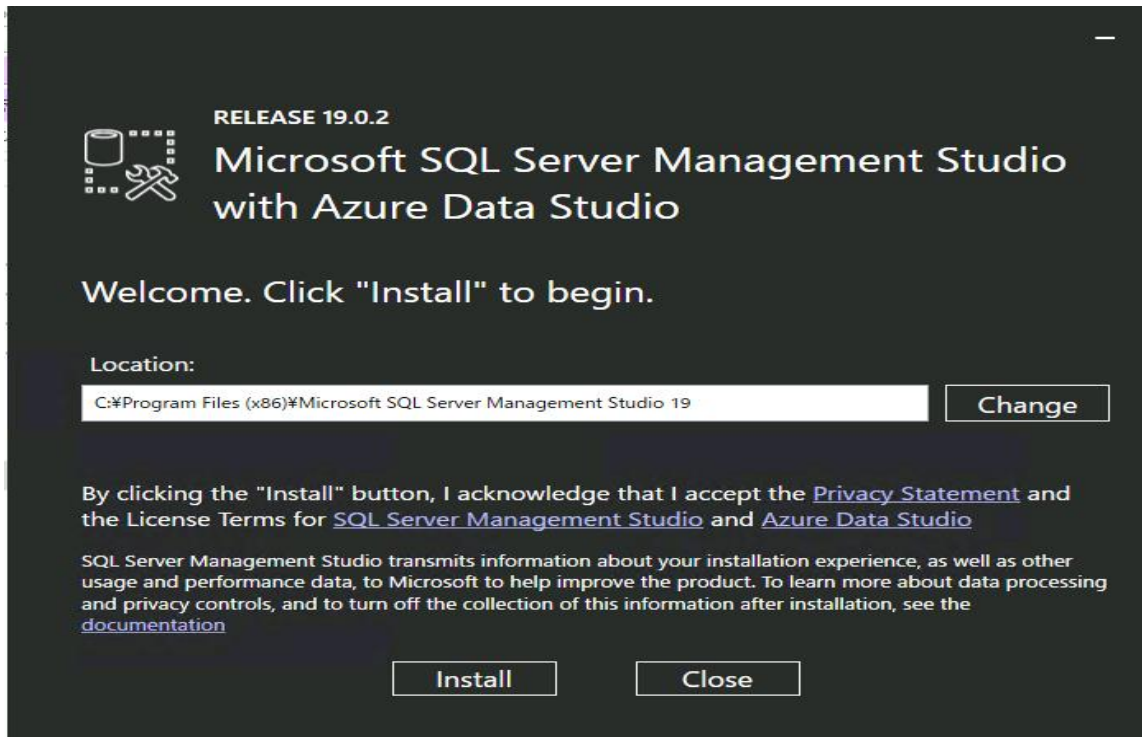 RELEASE 19.0.2
Microsoft SQL Server Management Studio
with Azure Data Studio
Welcome. Click "Install" to begin.
Location:
C:¥Program Files (x86)¥Microsoft SQL Server Management Studio 19
Change
By clicking the "Install" button, I acknowledge that I accept the Privacy Statement and
the License Terms for SQL Server Management Studio and Azure Data Studio
SQL Server Management Studio transmits information about your installation experience, as well as other
usage and performance data, to Microsoft to help improve the product. To learn more about data processing
and privacy controls, and to turn off the collection of this information after installation, see the
documentation
Install
Close